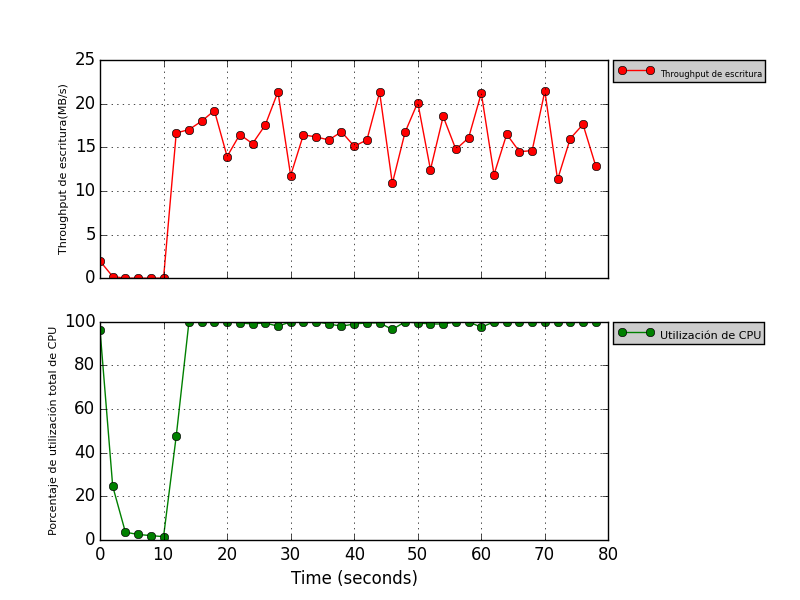 25
20
15
10
5
0
Throughput de escritura(MB/s)
Throughput de escritura
100
80
60
40
20
0
Porcentaje de utilización total de CPU
Utilización de CPU
0 10 20 30 40 50 60 70 80
Time (seconds)